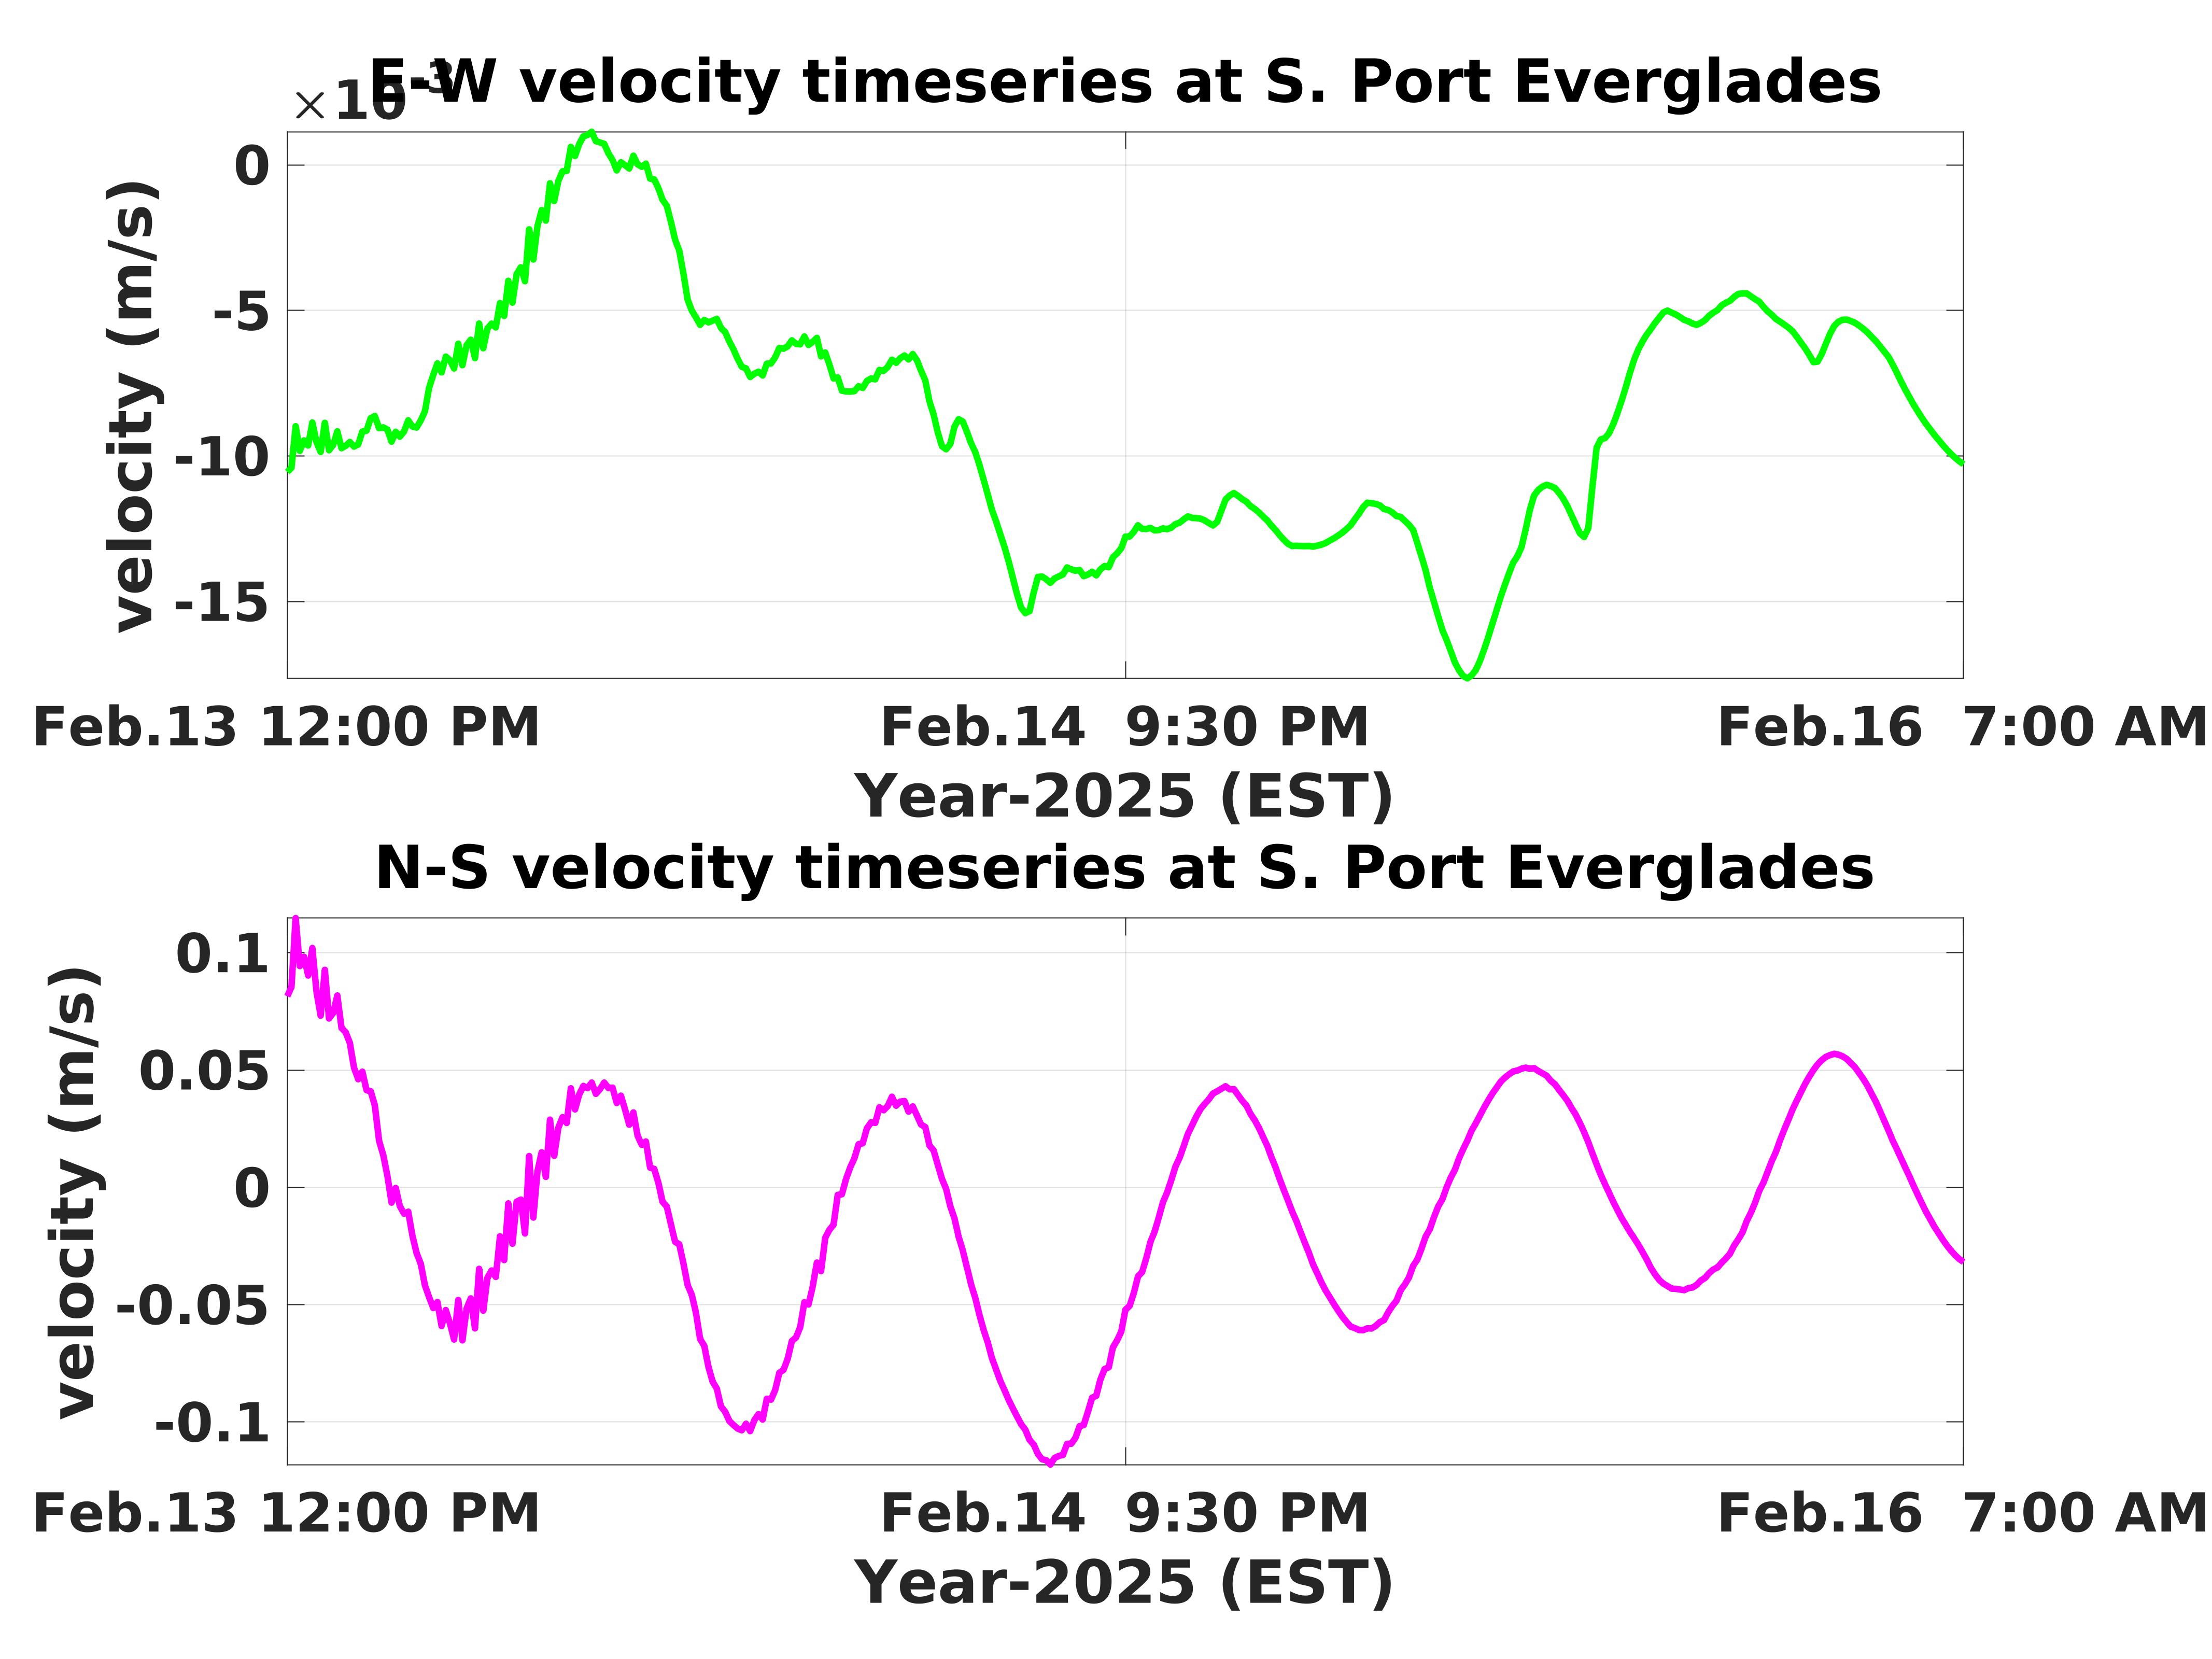 E-W velocity timeseries at S. Port Everglades
×10-3
velocity (m/s)
0
-5
-10
-15
Feb.13 12:00 PM Feb.14 9:30 PM Feb.16 7:00 AM
Year-2025 (EST)
N-S velocity timeseries at S. Port Everglades
velocity (m/s)
0.1
0.05
0
-0.05
-0.1
Feb.13 12:00 PM Feb.14 9:30 PM Feb.16 7:00 AM
Year-2025 (EST)